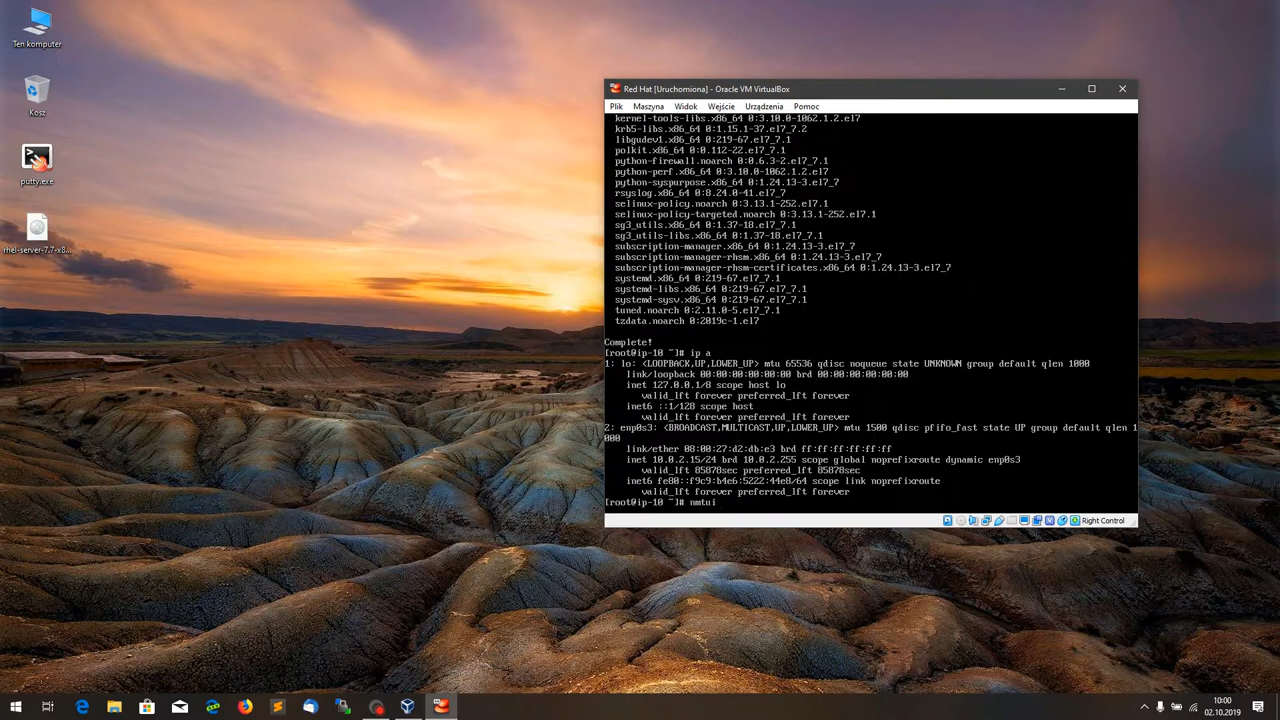 Ten komputer
Kosz
putty.exe
rhel-server-7.7-x8...
Red Hat [Uruchomiona] - Oracle VM VirtualBox
Plik Maszyna Widok Wejście Urządzenia Pomoc
kernel-tools-libs.x86_64 0:3.10.0-1062.1.2.el7
krb5-libs.x86_64 0:1.15.1-37.el7_7.2
libgudev1.x86_64 0:219-67.el7_7.1
polkit.x86_64 0:0.112-22.el7_7.1
python-firewall.noarch 0:0.6.3-2.el7_7.1
python-perf.x86_64 0:3.10.0-1062.1.2.el7
python-syspurpose.x86_64 0:1.24.13-3.el7_7
rsyslog.x86_64 0:8.24.0-41.el7_7
selinux-policy.noarch 0:3.13.1-252.el7_7.1
selinux-policy-targeted.noarch 0:3.13.1-252.el7_7.1
sg3_utils.x86_64 0:1.37-18.el7_7.1
sg3_utils-libs.x86_64 0:1.37-18.el7_7.1
subscription-manager.x86_64 0:1.24.13-3.el7_7
subscription-manager-rhsm.x86_64 0:1.24.13-3.el7_7
subscription-manager-rhsm-certificates.x86_64 0:1.24.13-3.el7_7
systemd.x86_64 0:219-67.el7_7.1
systemd-libs.x86_64 0:219-67.el7_7.1
systemd-sysv.x86_64 0:219-67.el7_7.1
tuned.noarch 0:2.11.0-5.el7_7.1
tzdata.noarch 0:2019c-1.el7
Complete!
[root@ip-10 ~]# ip a
1: lo: <LOOPBACK,UP,LOWER_UP> mtu 65536 qdisc noqueue state UNKNOWN group default qlen 1000
link/loopback 00:00:00:00:00:00 brd 00:00:00:00:00:00
inet 127.0.0.1/8 scope host lo
valid_lft forever preferred_lft forever
inet6 ::1/128 scope host
valid_lft forever preferred_lft forever
2: enp0s3: <BROADCAST,MULTICAST,UP,LOWER_UP> mtu 1500 qdisc pfifo_fast state UP group default qlen 1
000
link/ether 08:00:27:d2:db:e3 brd ff:ff:ff:ff:ff:ff
inet 10.0.2.15/24 brd 10.0.2.255 scope global noprefixroute dynamic enp0s3
valid_lft 85878sec preferred_lft 85878sec
inet6 fe80::f9c9:b4e6:5222:44e8/64 scope link noprefixroute
valid_lft forever preferred_lft forever
[root@ip-10 ~]# nmtui
Right Control
10:00
02.10.2019